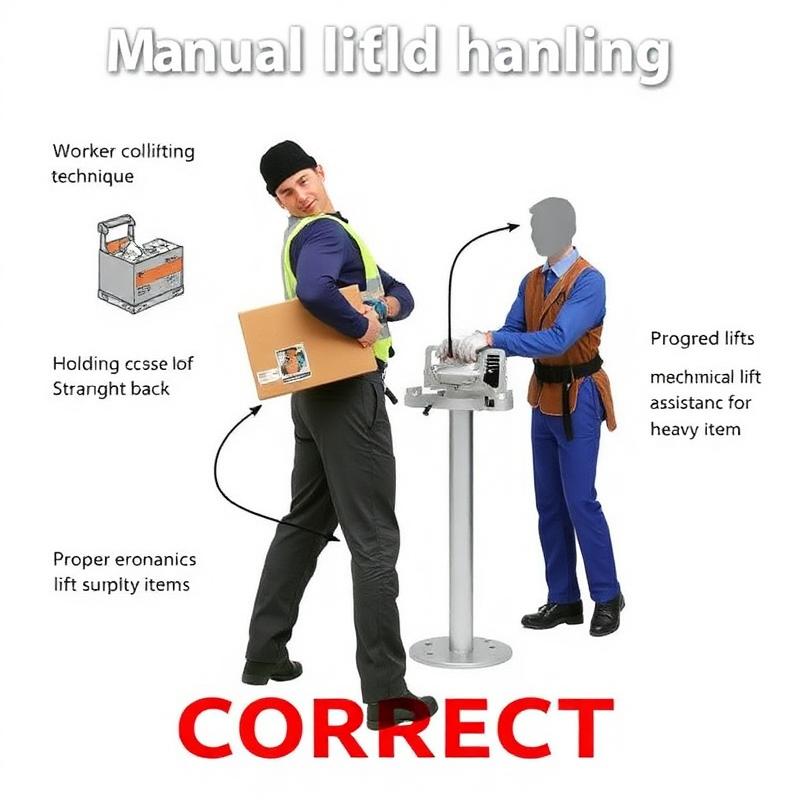 Manual litld hanling
Worker collifting
technique
Holding ccsse lof
Stranght back
Proper eronanics
lift surplty items
Progred lifts
mechmical lift
assistanc for
heavy item
CORRECT